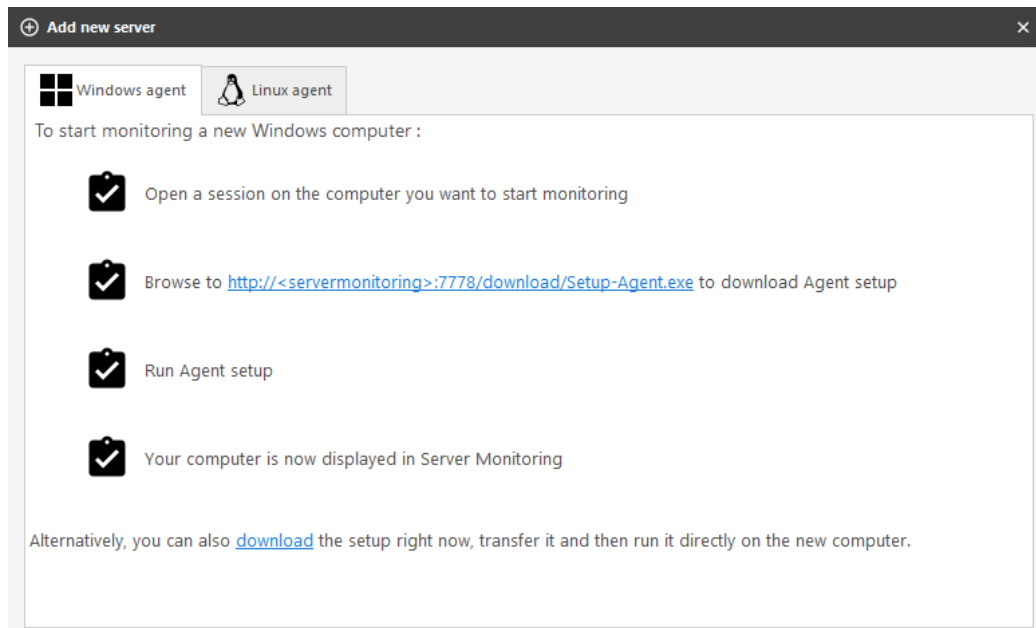 Add new server
Windows agent
Linux agent
To start monitoring a new Windows computer :
Open a session on the computer you want to start monitoring
Browse to http://<servermonitoring>:7778/download/Setup-Agent.exe to download Agent setup
Run Agent setup
Your computer is now displayed in Server Monitoring
Alternatively, you can also download the setup right now, transfer it and then run it directly on the new computer.